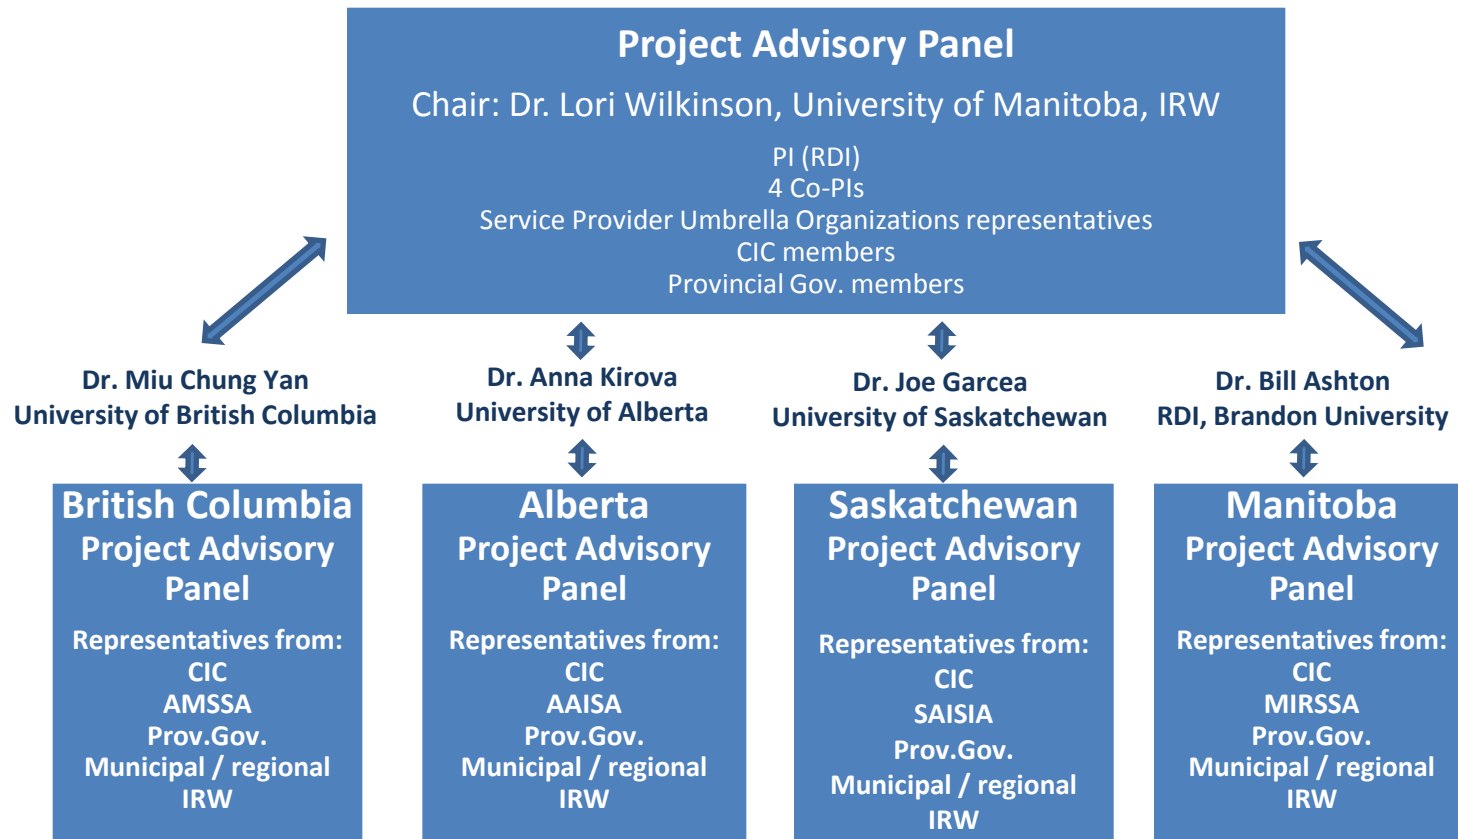 Project Advisory Panel
Chair: Dr. Lori Wilkinson, University of Manitoba, IRW
PI (RDI)
4 Co-PIs
Service Provider Umbrella Organizations representatives
CIC members
Provincial Gov. members
Dr. Miu Chung Yan
University of British Columbia
Dr. Anna Kirova
University of Alberta
Dr. Joe Garcea
University of Saskatchewan
Dr. Bill Ashton
RDI, Brandon University
British Columbia
Project Advisory
Panel
Representatives from:
CIC
AMSSA
Prov.Gov.
Municipal / regional
IRW
Alberta
Project Advisory
Panel
Representatives from:
CIC
AAISA
Prov.Gov.
Municipal / regional
IRW
Saskatchewan
Project Advisory
Panel
Representatives from:
CIC
SAISIA
Prov.Gov.
Municipal / regional
IRW
Manitoba
Project Advisory
Panel
Representatives from:
CIC
MIRSSA
Prov.Gov.
Municipal / regional
IRW